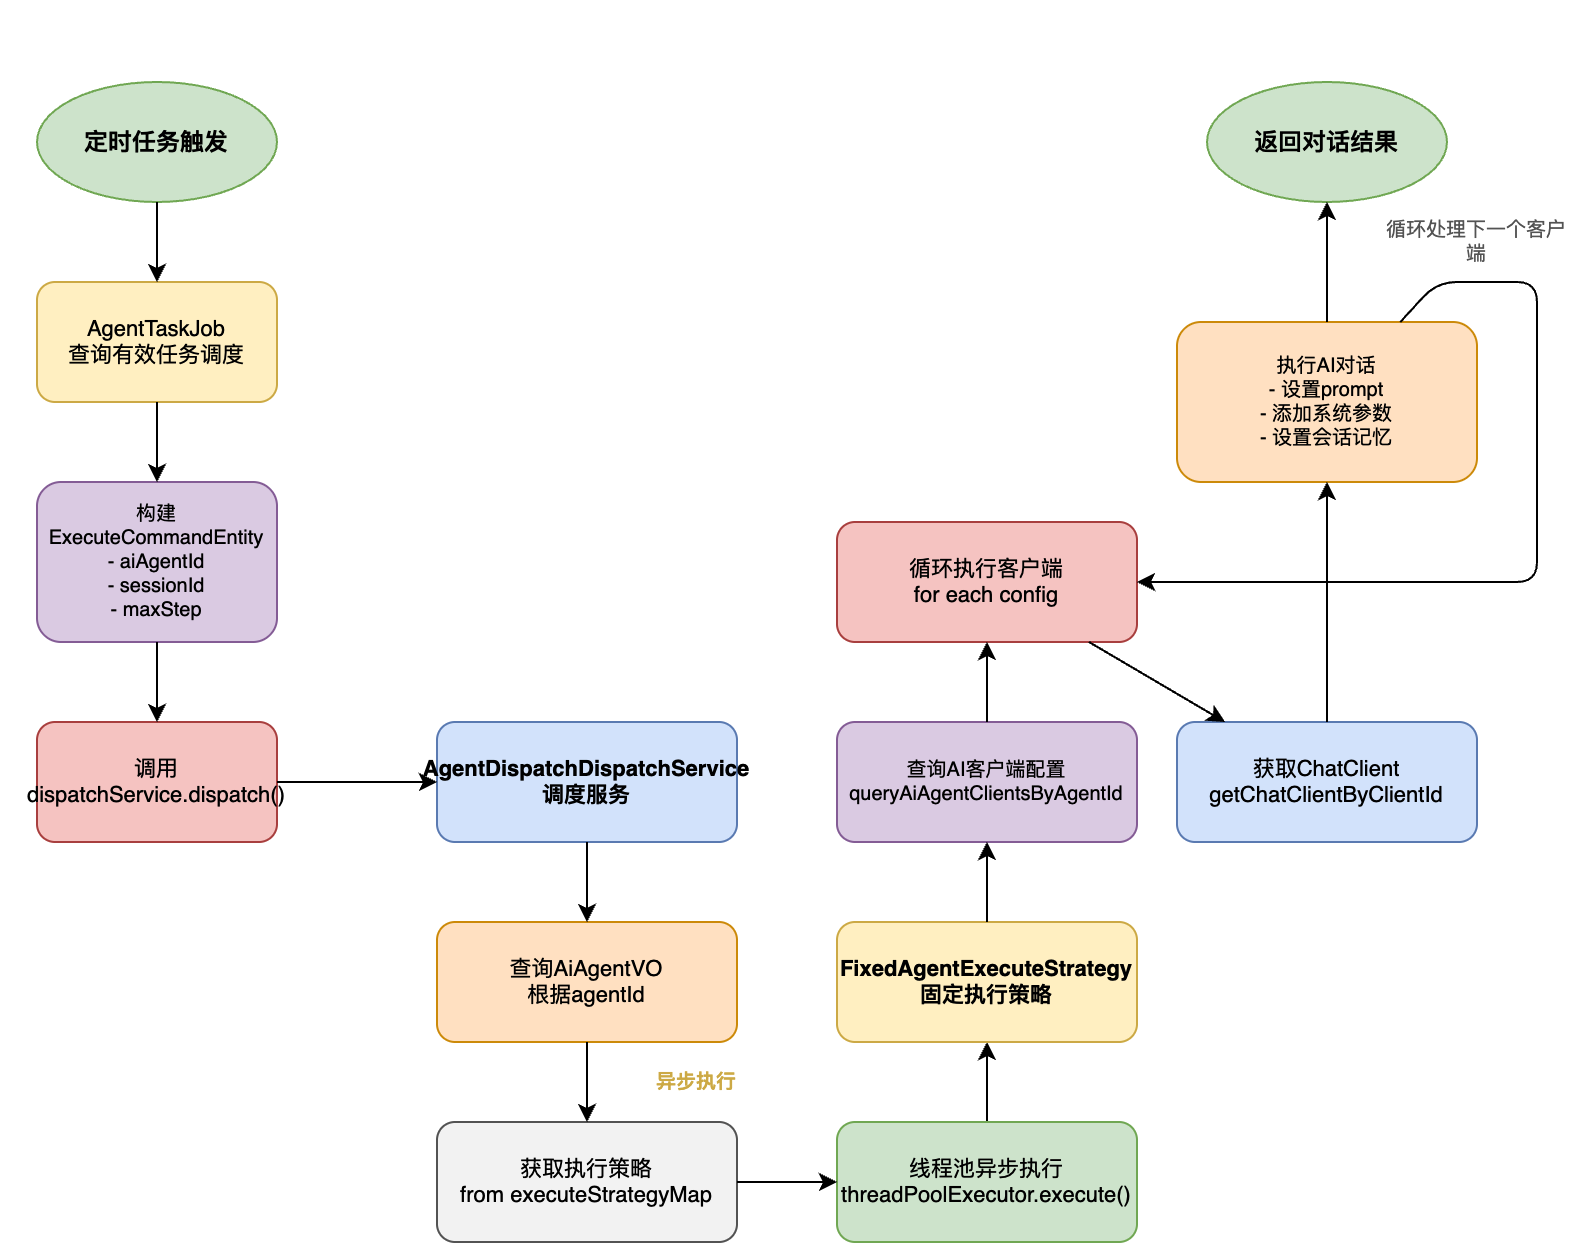 定时任务触发
AgentTaskJob
查询有效任务调度
构建
ExecuteCommandEntity
- aiAgentId
- sessionId
- maxStep
调用
dispatchService.dispatch()
AgentDispatchDispatchService
调度服务
查询AiAgentVO
根据agentId
异步执行
获取执行策略
from executeStrategyMap
线程池异步执行
threadPoolExecutor.execute()
FixedAgentExecuteStrategy
固定执行策略
查询AI客户端配置
queryAiAgentClientsByAgentId
循环执行客户端
for each config
获取ChatClient
getChatClientByClientId
执行AI对话
- 设置prompt
- 添加系统参数
- 设置会话记忆
循环处理下一个客户
端
返回对话结果